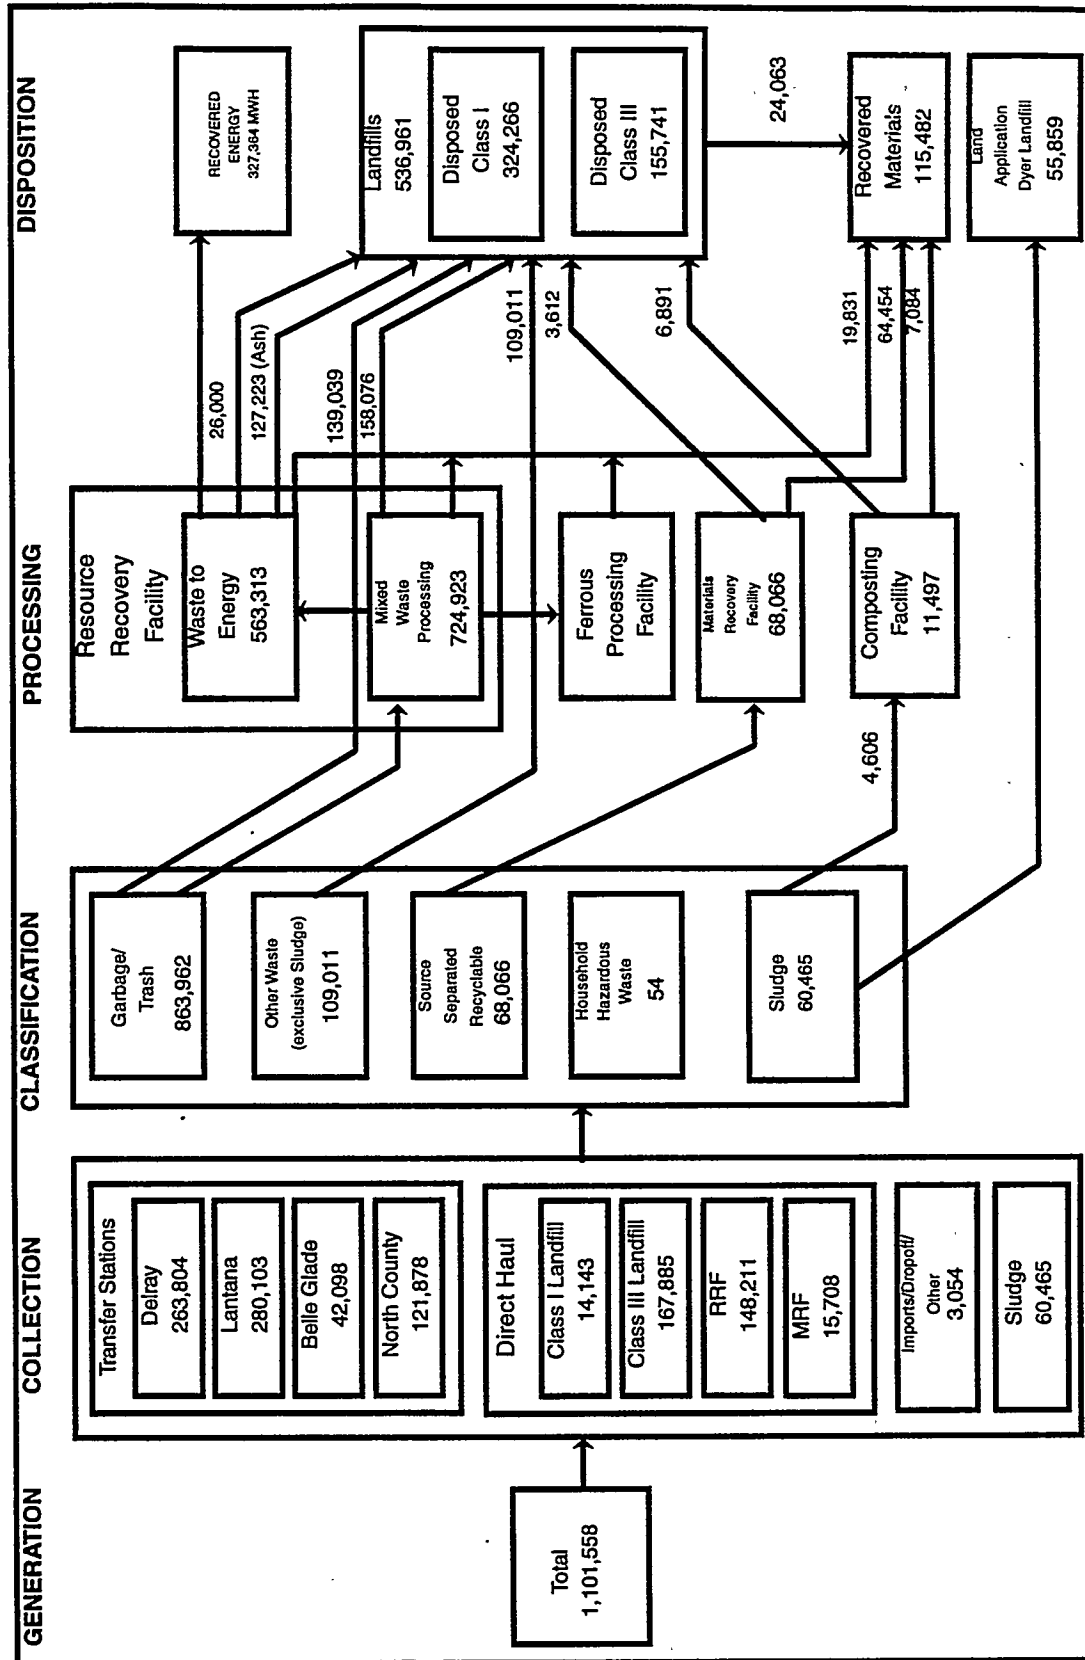 GENERATION
COLLECTION
CLASSIFICATION
PROCESSING
DISPOSITION
Total
1,101,558
Transfer Stations
Delray
263,804
Lantana
280,103
Belle Glade
42,098
North County
121,878
Direct Haul
Class I Landfill
14,143
Class III Landfill
167,885
RRF
148,211
MRF
15,708
Imports/Dropoff/
Other
3,054
Sludge
60,465
Garbage/
Trash
863,962
Other Waste
(exclusive Sludge)
109,011
Source
Separated
Recyclable
68,066
Household
Hazardous
Waste
54
Sludge
60,465
Resource
Recovery
Facility
Waste to
Energy
563,313
Mixed
Waste
Processing
724,923
Ferrous
Processing
Facility
Materials
Recovery
Facility
68,066
Composting
Facility
11,497
4,606
26,000
127,223 (Ash)
139,039
158,076
109,011
3,612
6,891
19,831
64,454
7,084
RECOVERED
ENERGY
327,364 MWH
Landfills
536,961
Disposed
Class I
324,266
Disposed
Class III
155,741
24,063
Recovered
Materials
115,482
Land
Application
Dyer Landfill
55,859